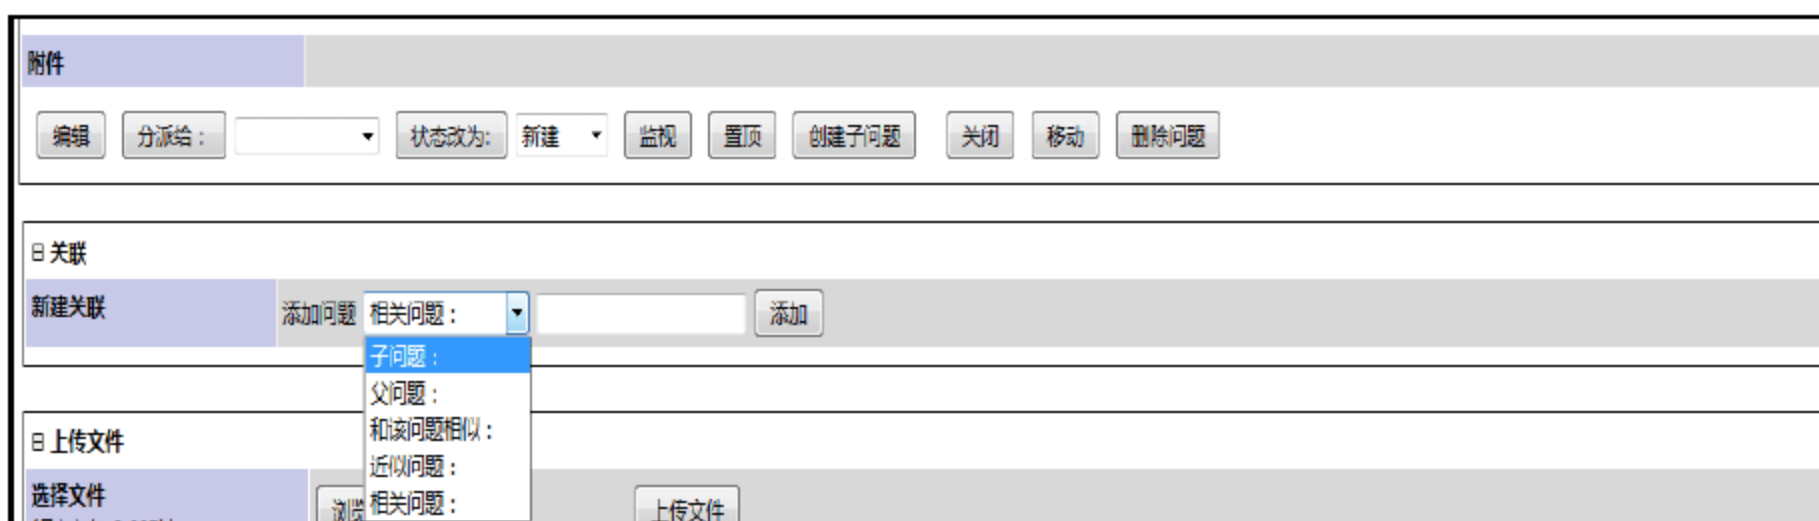 附件
编辑 分派给： 状态改为: 新建 监视 置顶 创建子问题 关闭 移动 删除问题
关联
新建关联 添加问题 相关问题： 添加
子问题：
父问题：
和该问题相似：
近似问题：
相关问题：
上传文件
选择文件 上传文件